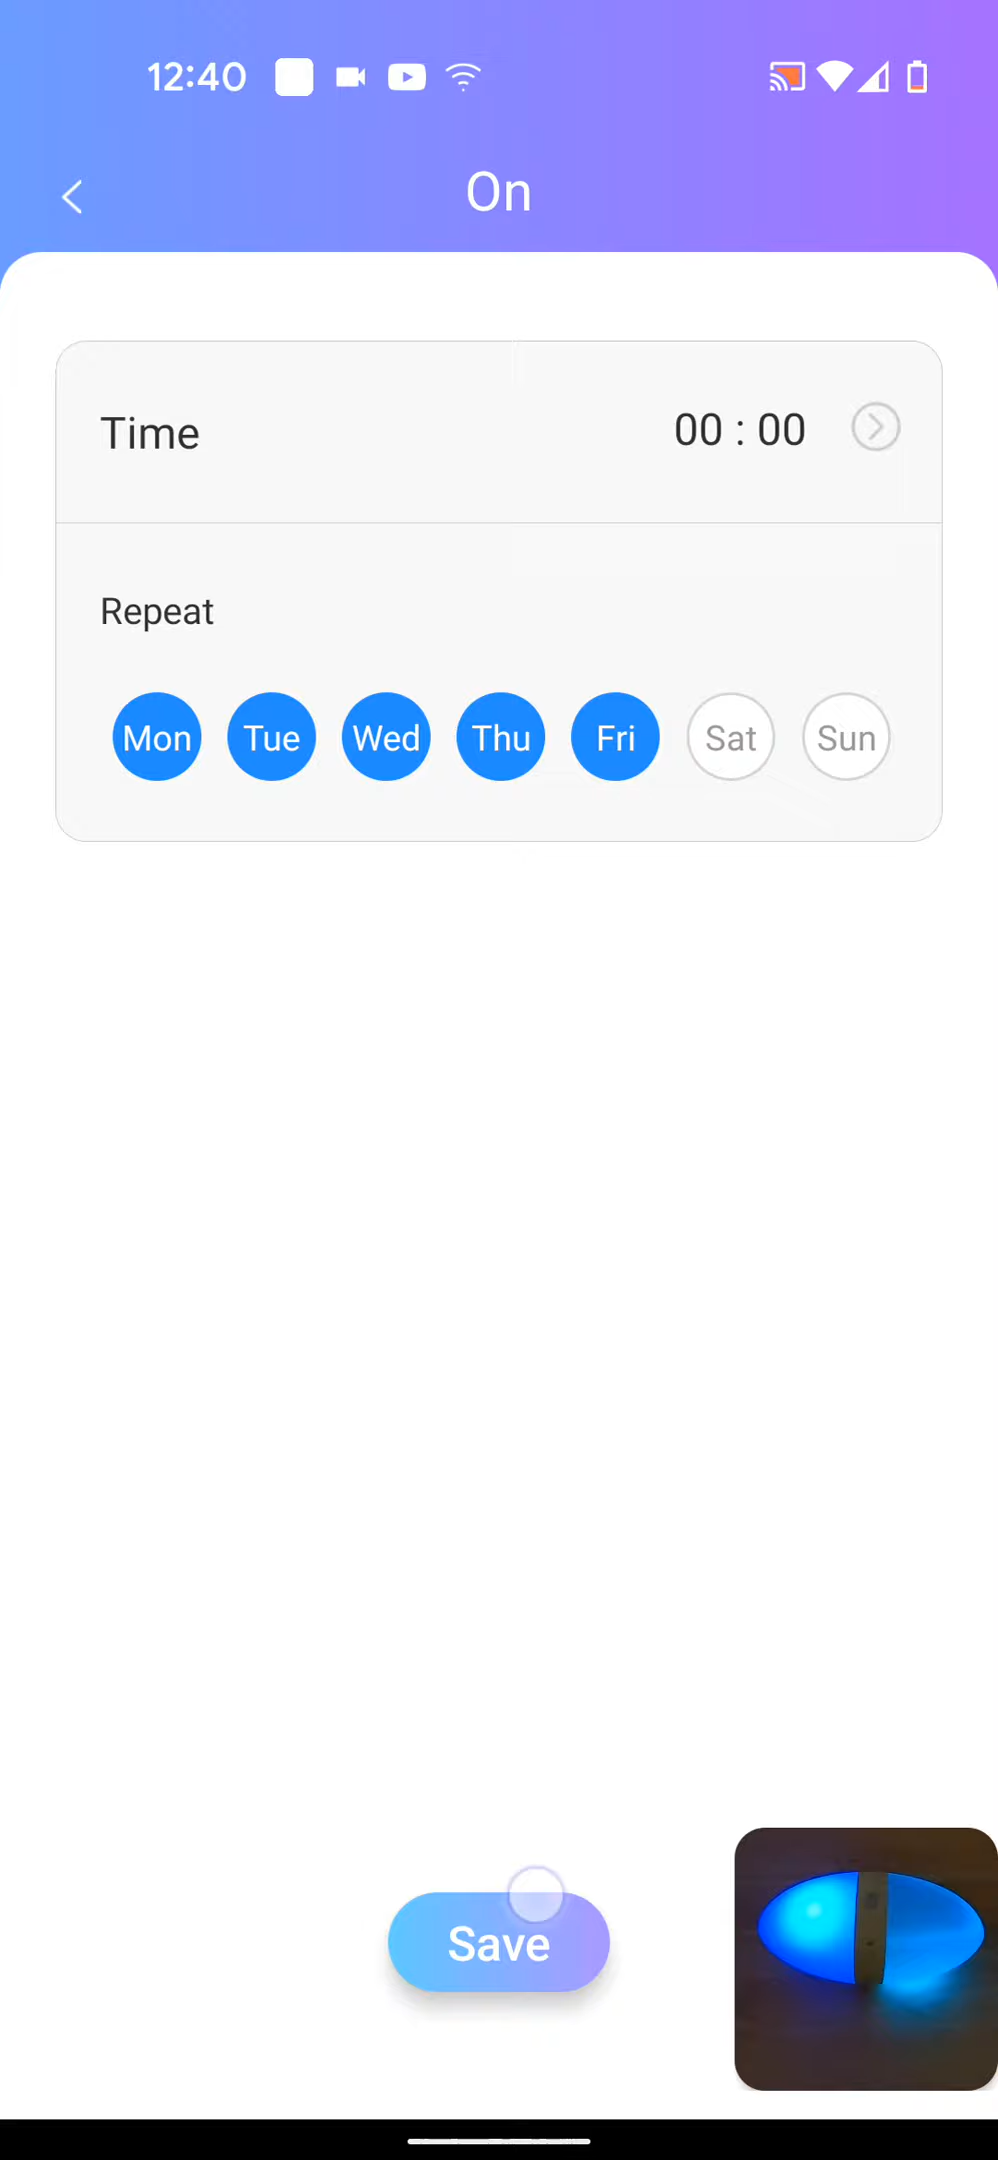 12:40
On
Time 00 : 00
Repeat
Mon Tue Wed Thu Fri Sat Sun
Save